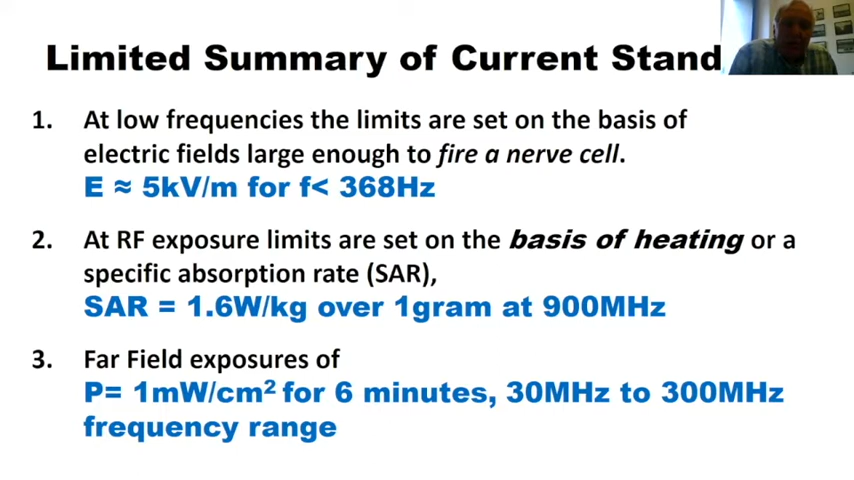 Limited Summary of Current Stand
1. At low frequencies the limits are set on the basis of
electric fields large enough to fire a nerve cell.
E ≈ 5kV/m for f< 368Hz
2. At RF exposure limits are set on the basis of heating or a
specific absorption rate (SAR),
SAR = 1.6W/kg over 1gram at 900MHz
3. Far Field exposures of
P= 1mW/cm² for 6 minutes, 30MHz to 300MHz
frequency range